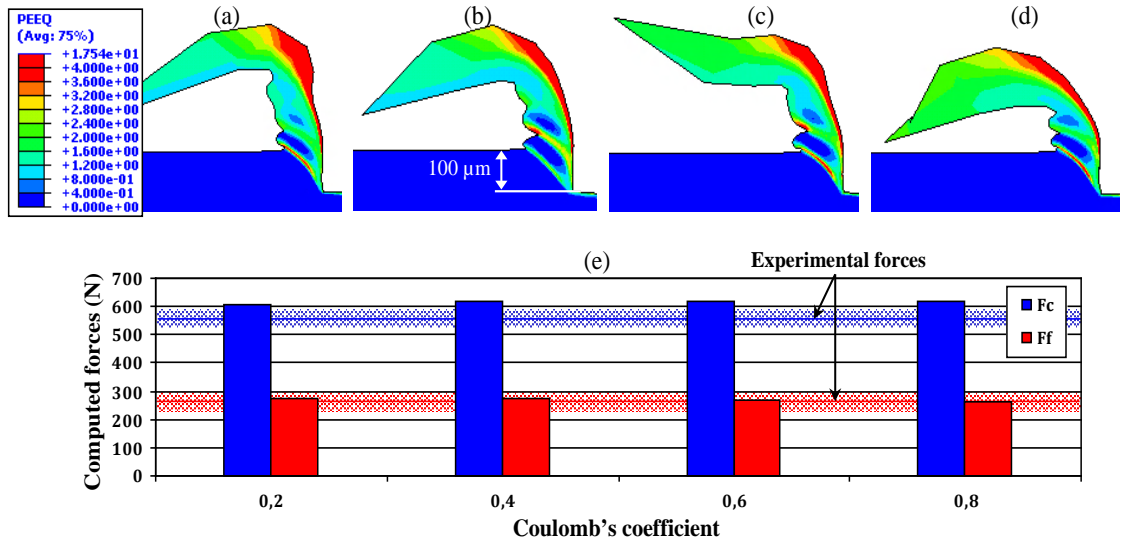 (a)
(b)
(c)
(d)
PEEQ
(Avg: 75%)
+1.754e+01
+4.000e+00
+3.600e+00
+3.200e+00
+2.800e+00
+2.400e+00
+2.000e+00
+1.600e+00
+1.200e+00
+8.000e-01
+4.000e-01
+0.000e+00
100 µm
(e)
Experimental forces
Computed forces (N)
700
600
500
400
300
200
100
0
Fc
Ff
0,2
0,4
0,6
0,8
Coulomb's coefficient